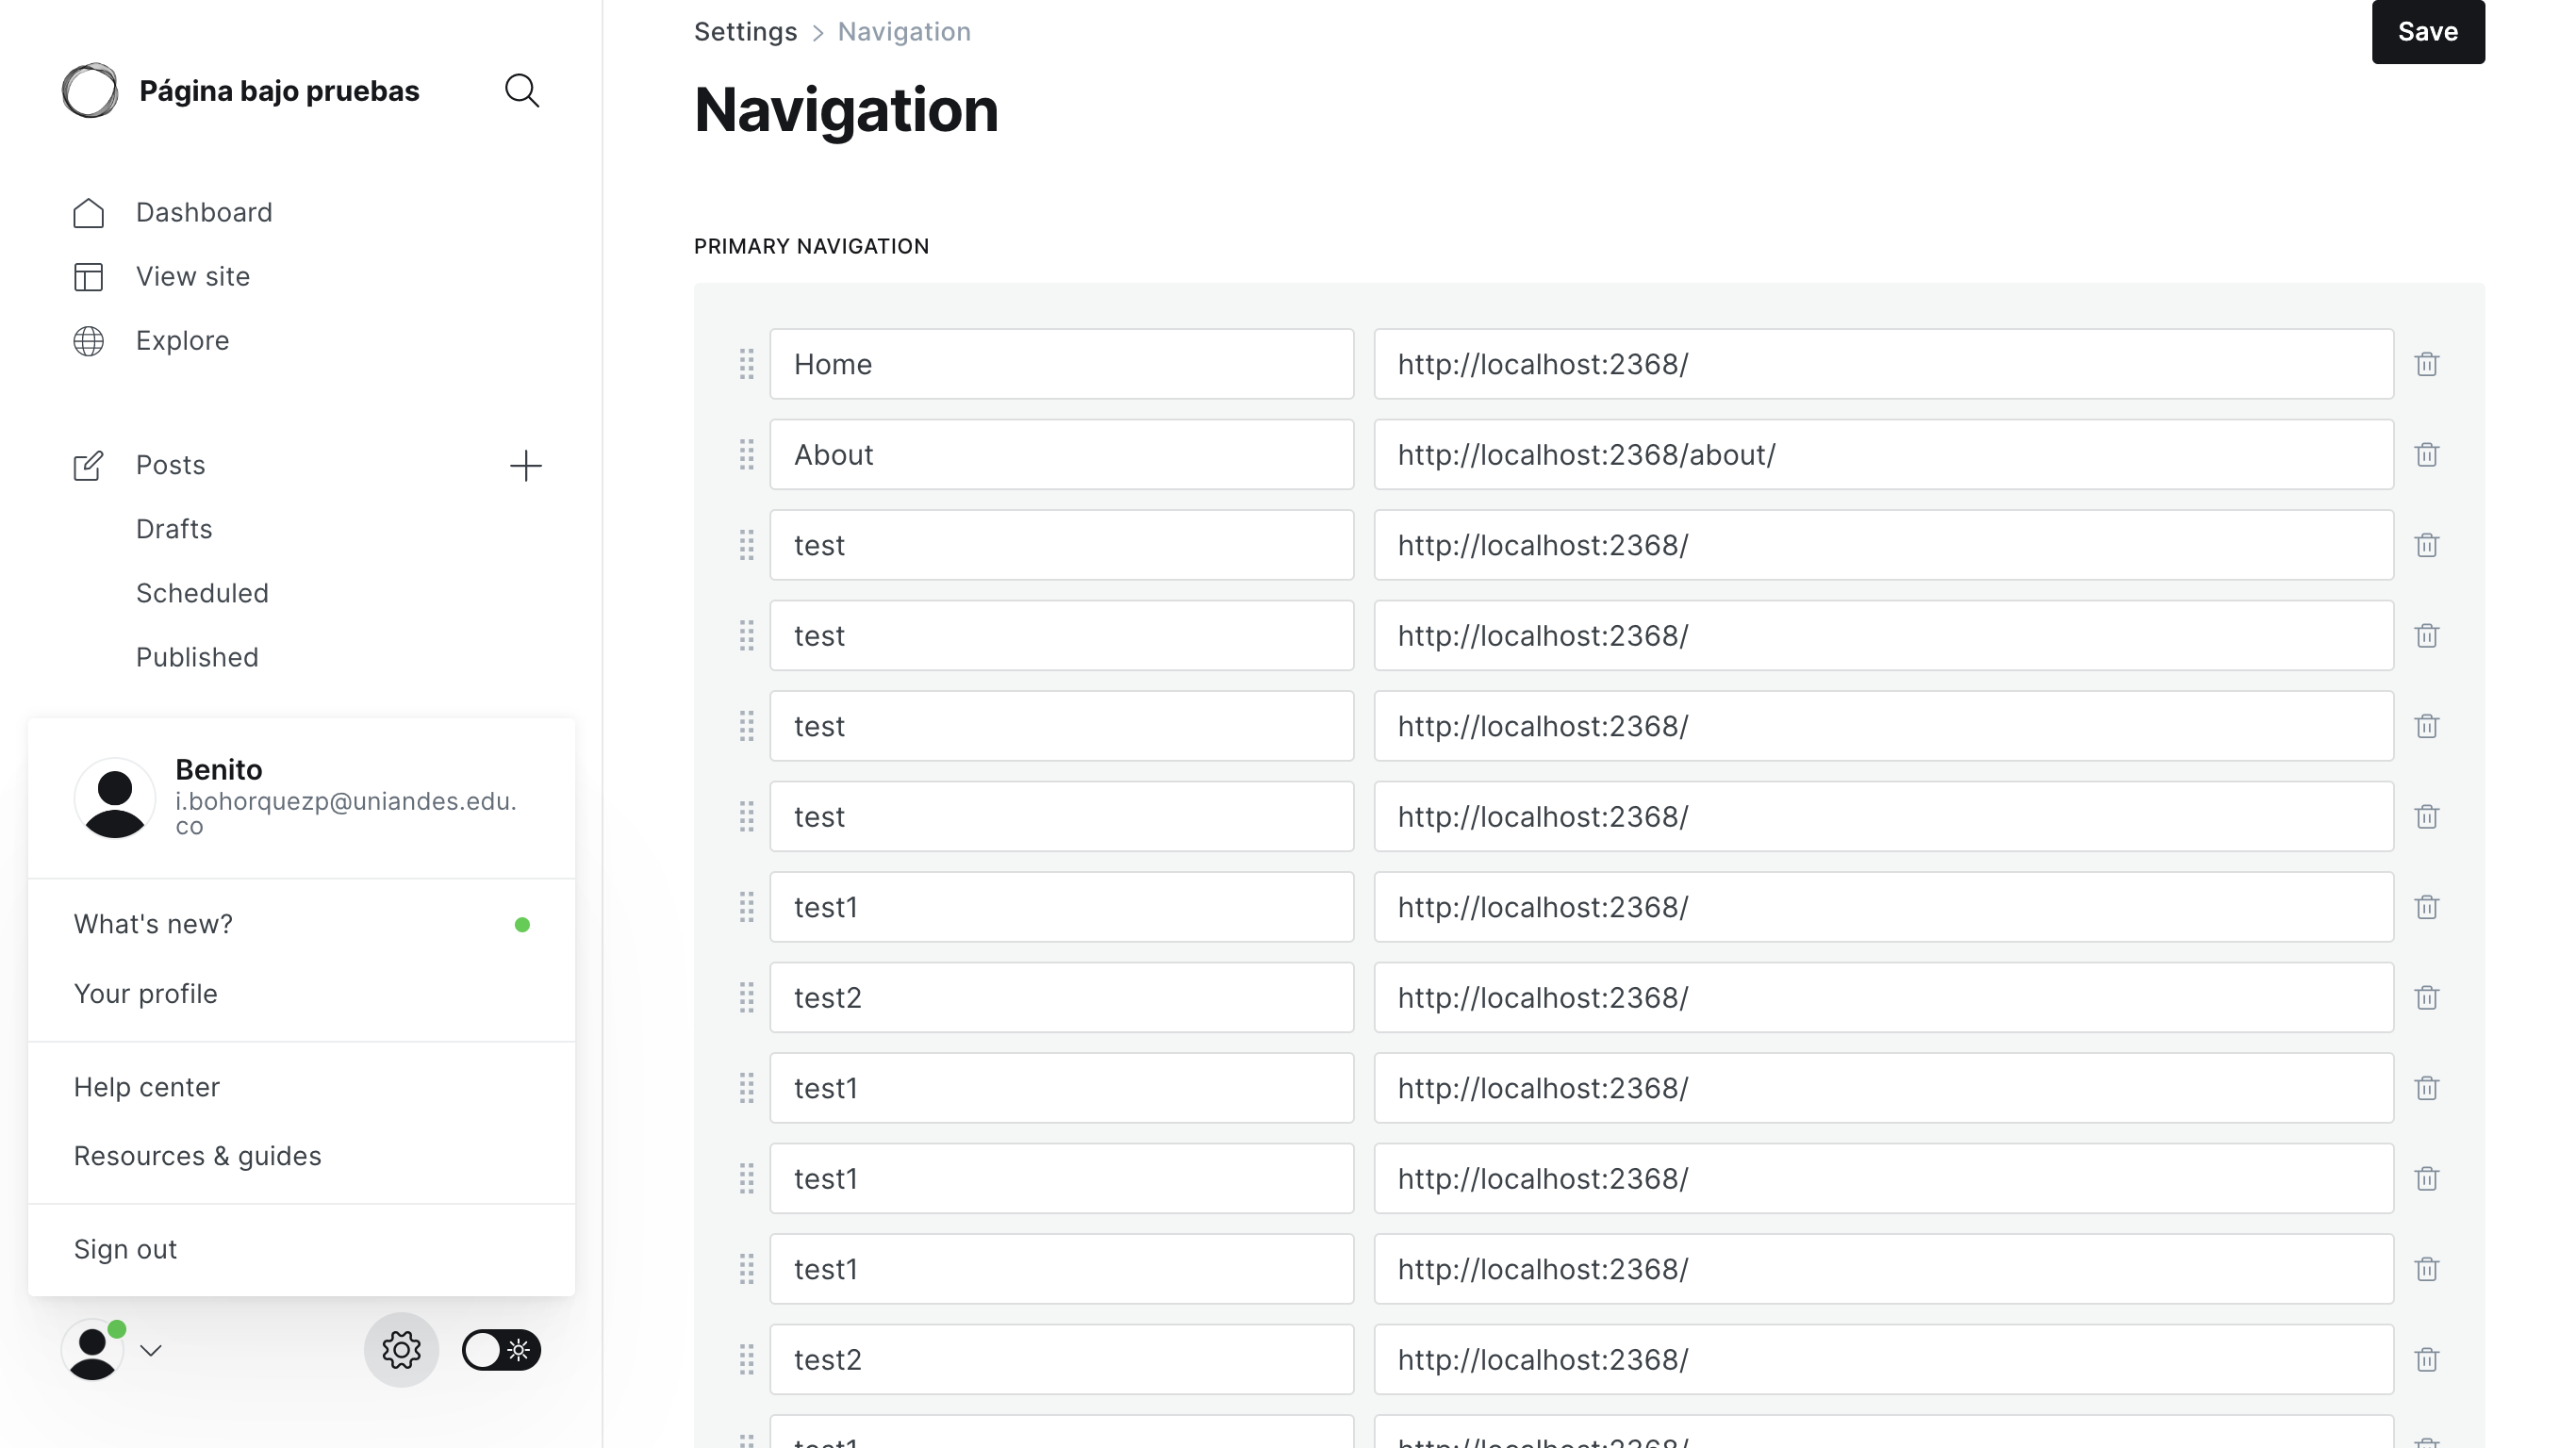 Página bajo pruebas
Dashboard
View site
Explore
Posts
Drafts
Scheduled
Published
Benito
i.bohorquezp@uniandes.edu.
co
What's new?
Your profile
Help center
Resources & guides
Sign out
Settings > Navigation
Save
Navigation
PRIMARY NAVIGATION
Home http://localhost:2368/
About http://localhost:2368/about/
test http://localhost:2368/
test http://localhost:2368/
test http://localhost:2368/
test http://localhost:2368/
test1 http://localhost:2368/
test2 http://localhost:2368/
test1 http://localhost:2368/
test1 http://localhost:2368/
test1 http://localhost:2368/
test2 http://localhost:2368/
test1 http://localhost:2368/